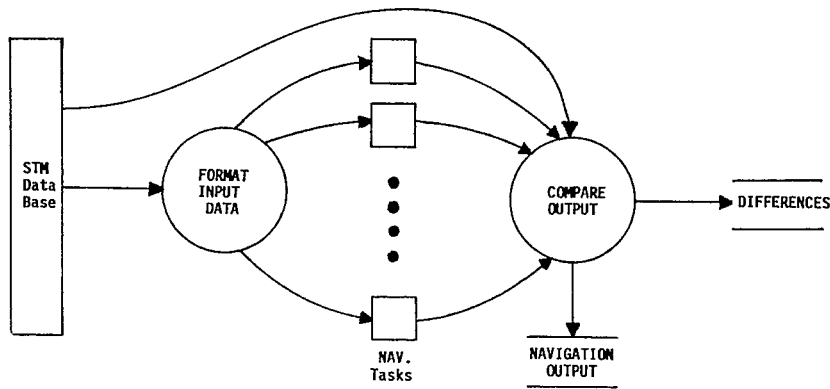 STM
Data
Base
FORMAT
INPUT
DATA
NAV.
Tasks
COMPARE
OUTPUT
DIFFERENCES
NAVIGATION
OUTPUT